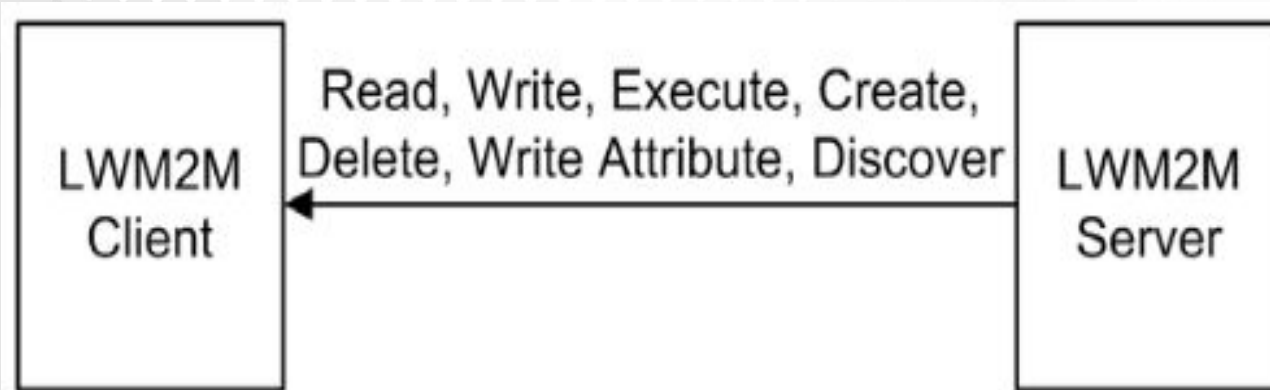 LWM2M
Client
Read, Write, Execute, Create,
Delete, Write Attribute, Discover
LWM2M
Server